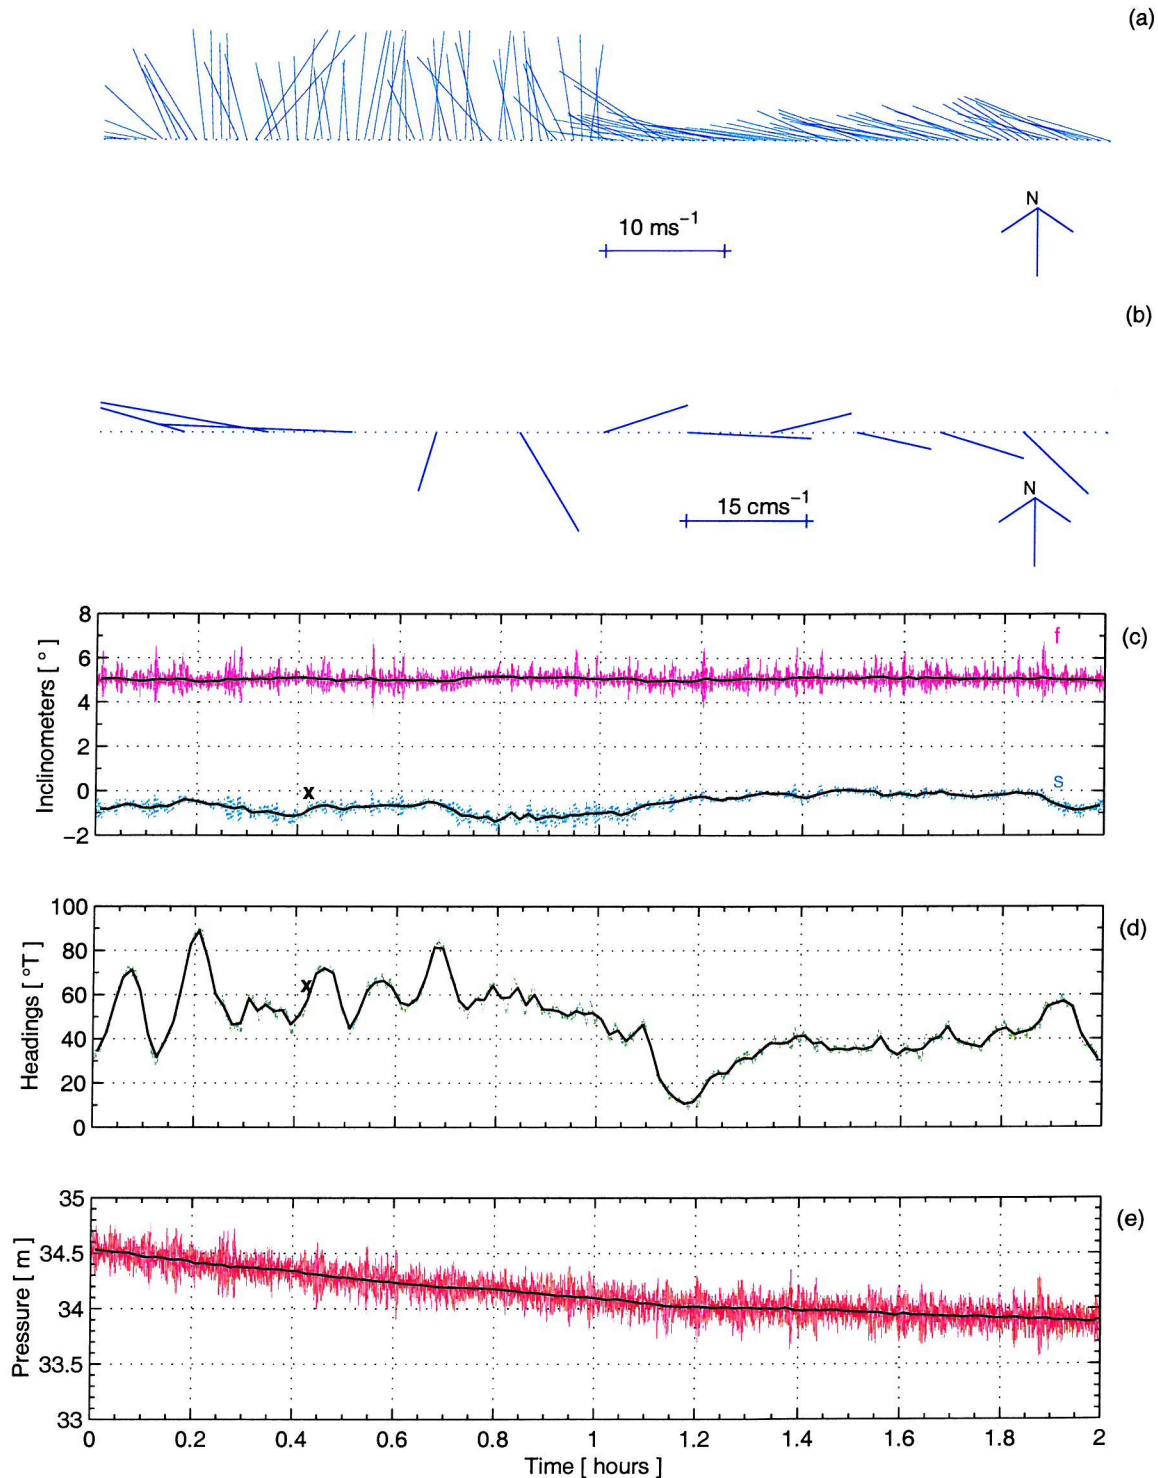 (a)
N
10 ms⁻¹
(b)
15 cms⁻¹
N
8
6
4
2
0
−2
Inclinometers [ ° ]
f
(c)
x
s
100
80
60
40
20
0
Headings [ °T ]
x
(d)
35
34.5
34
33.5
33
Pressure [ m ]
(e)
0 0.2 0.4 0.6 0.8 1 1.2 1.4 1.6 1.8 2
Time [ hours ]